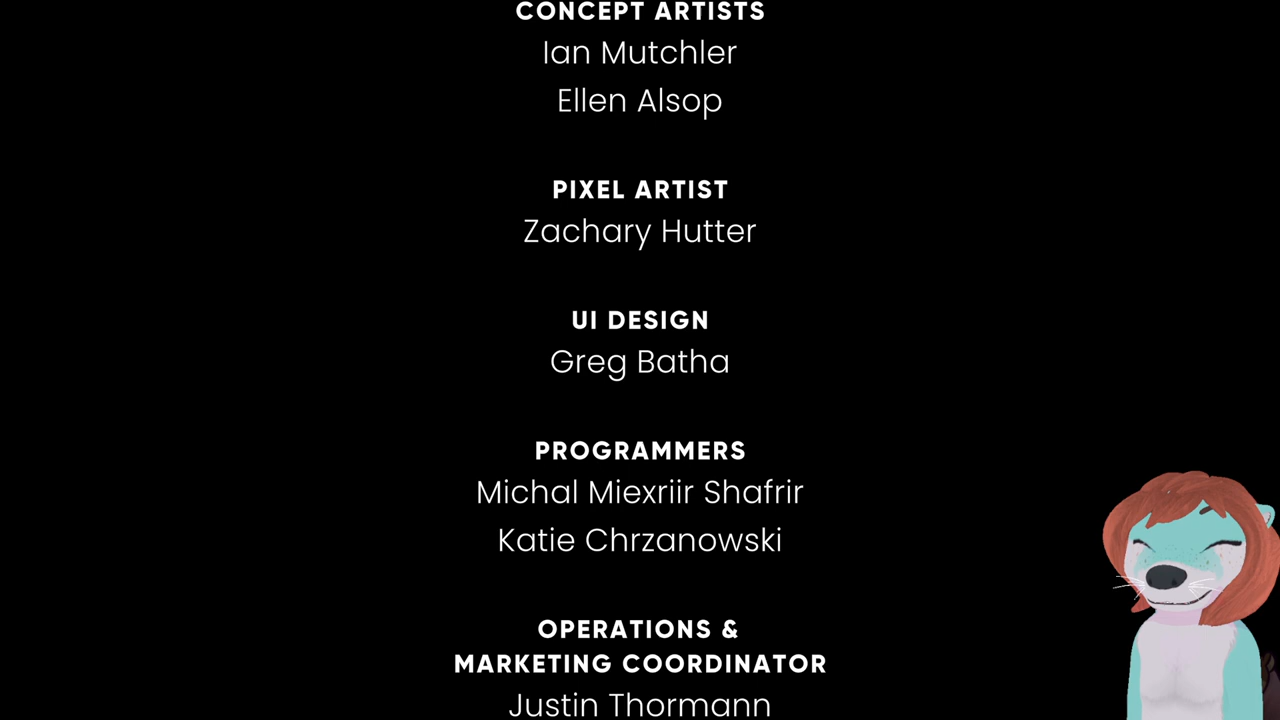 CONCEPT ARTISTS
Ian Mutchler
Ellen Alsop
PIXEL ARTIST
Zachary Hutter
UI DESIGN
Greg Batha
PROGRAMMERS
Michal Miexriir Shafrir
Katie Chrzanowski
OPERATIONS &
MARKETING COORDINATOR
Justin Thormann